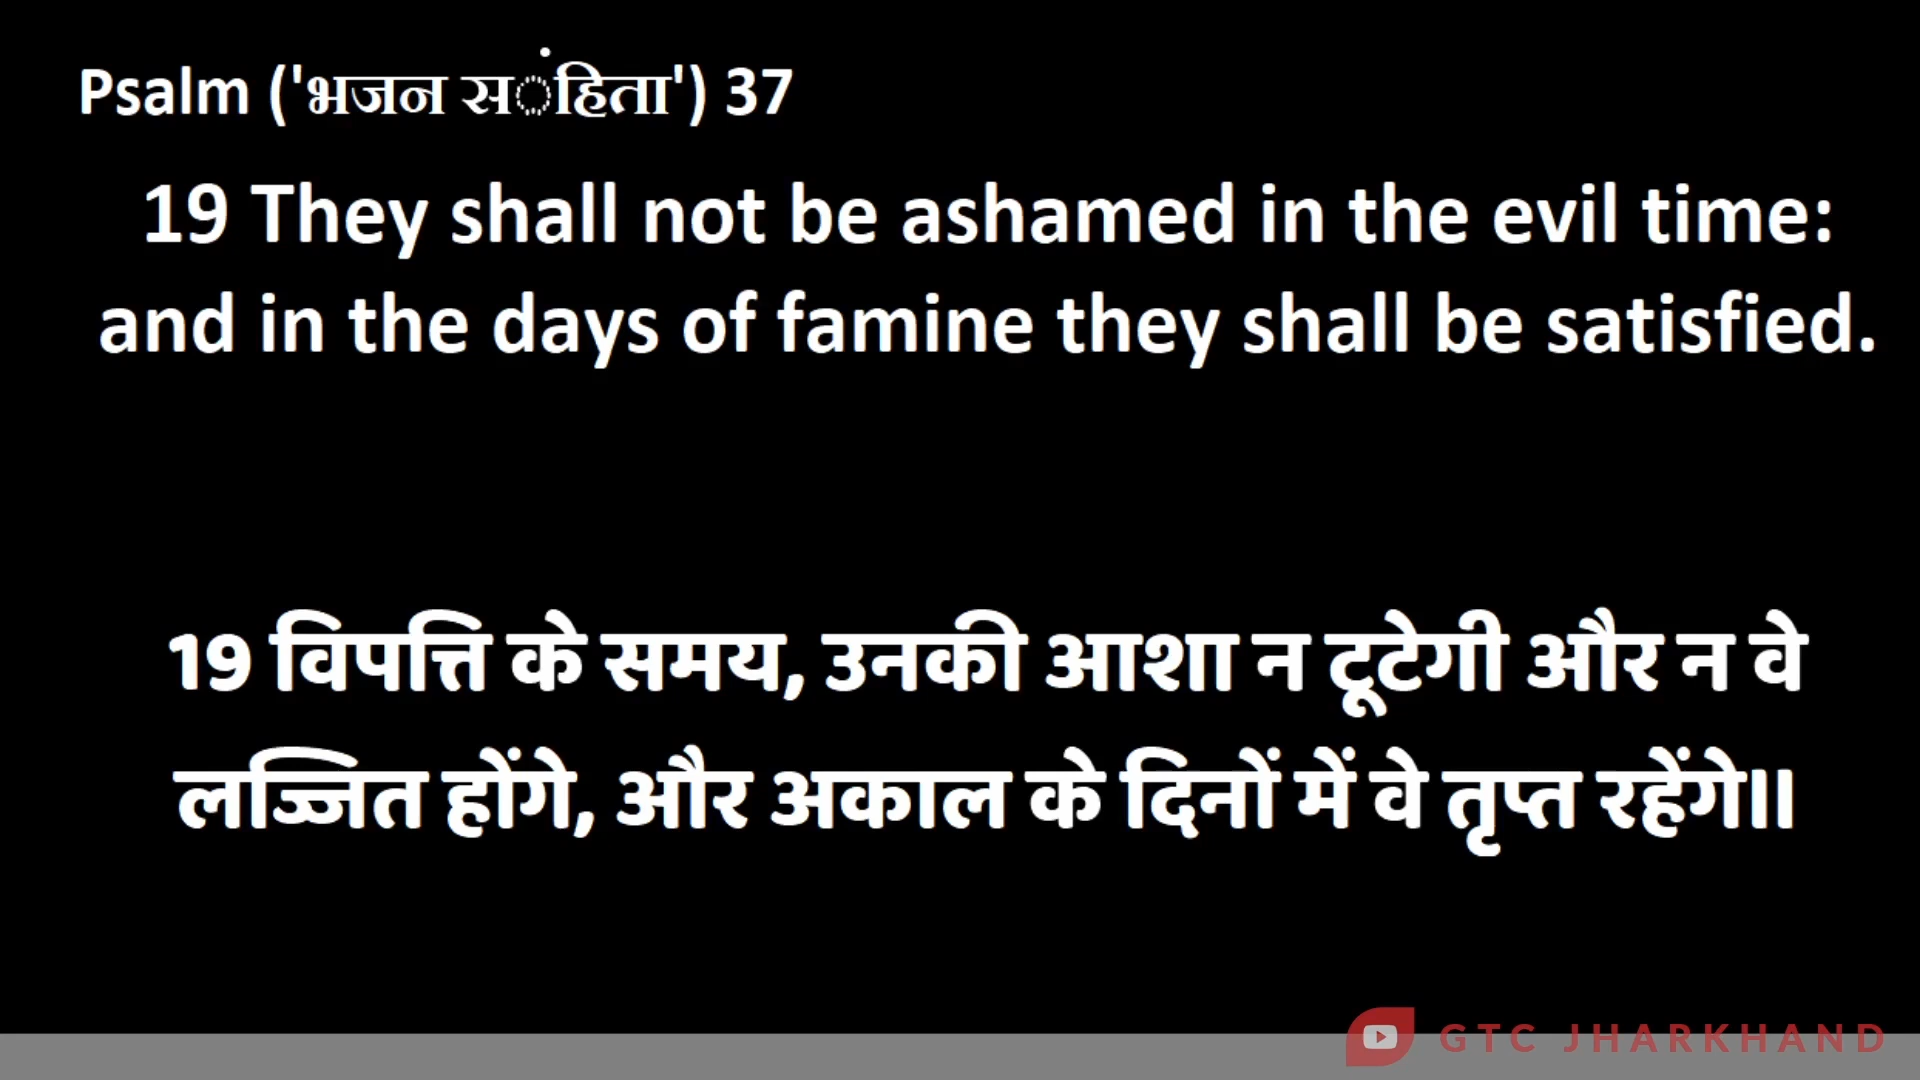 Psalm ('भजन संहिता') 37
19 They shall not be ashamed in the evil time:
and in the days of famine they shall be satisfied.
19 विपत्ति के समय, उनकी आशा न टूटेगी और न वे
लज्जित होंगे, और अकाल के दिनों में वे तृप्त रहेंगे॥
GTC JHARKHAND